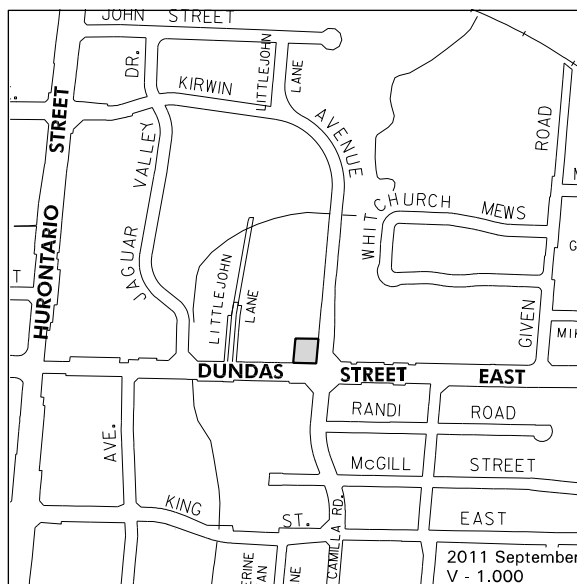 JOHN STREET
DR.
KIRWIN
LITTLEJOHN
LANE
AVENUE
ROAD
STREET
VALLEY
WHITCHURCH MEWS
HURONTARIO
JAGUAR
LITTLEJOHN
LANE
GIVEN
DUNDAS STREET EAST
RANDI ROAD
AVE.
McGILL STREET
KING ST. EAST
CAMILLA RD.
2011 September
V - 1.000